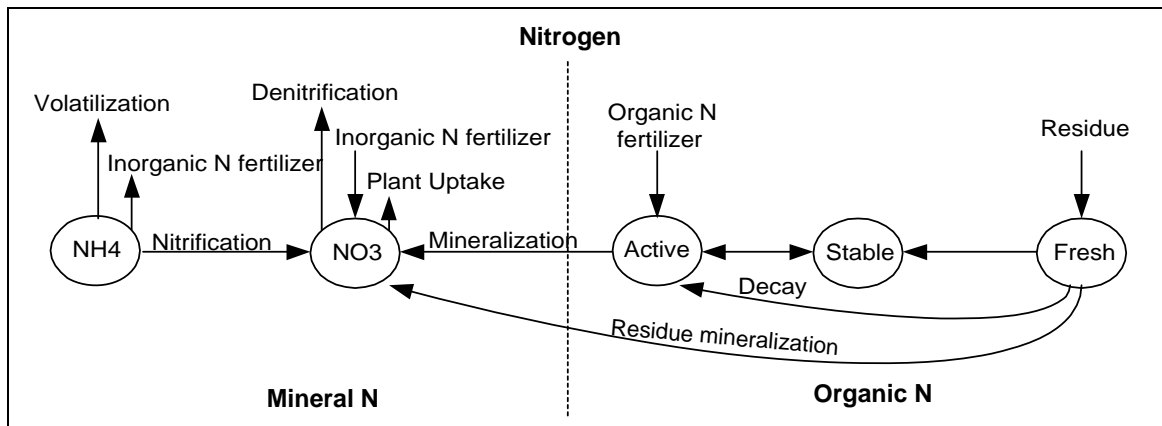 Nitrogen
Volatilization
Denitrification
Organic N
fertilizer
Residue
Inorganic N fertilizer
Inorganic N fertilizer
Plant Uptake
NH4
Nitrification
NO3
Mineralization
Active
Stable
Fresh
Decay
Residue mineralization
Mineral N
Organic N